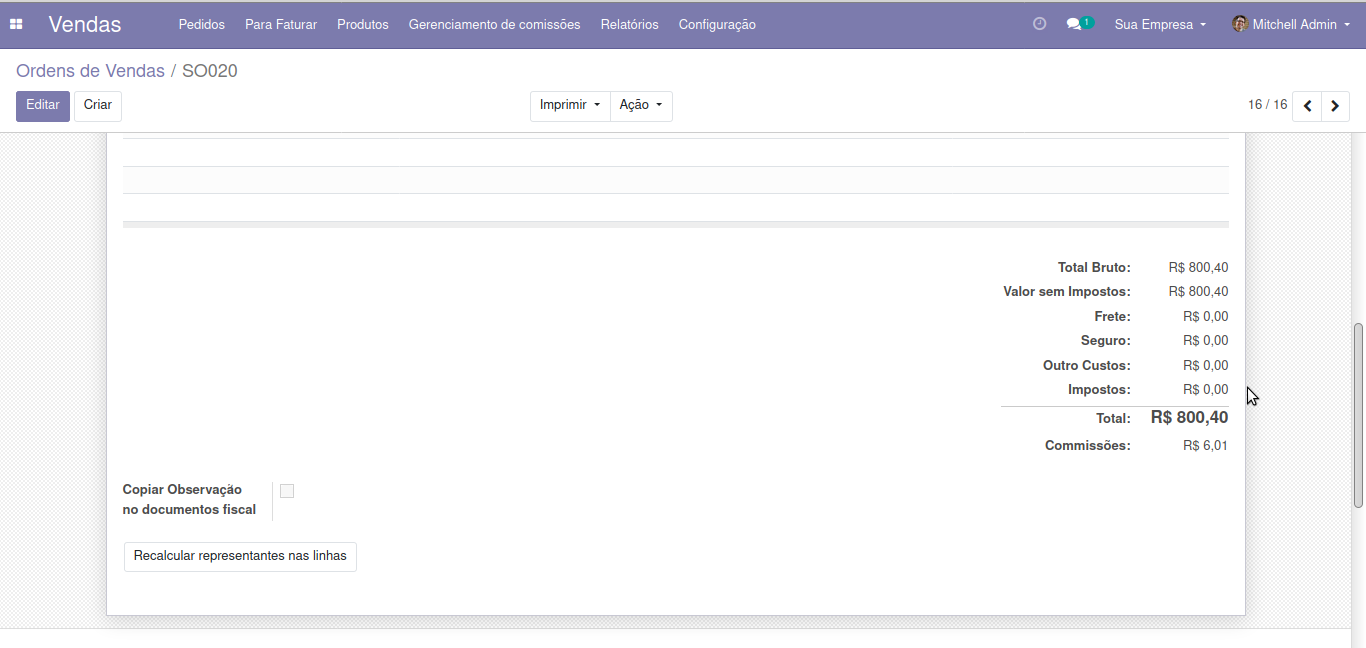 Vendas Pedidos Para Faturar Produtos Gerenciamento de comissões Relatórios Configuração 1 Sua Empresa Mitchell Admin
Ordens de Vendas / SO020
Editar Criar Imprimir Ação 16 / 16
Total Bruto: R$ 800,40
Valor sem Impostos: R$ 800,40
Frete: R$ 0,00
Seguro: R$ 0,00
Outro Custos: R$ 0,00
Impostos: R$ 0,00
Total: R$ 800,40
Commissões: R$ 6,01
Copiar Observação
no documentos fiscal
Recalcular representantes nas linhas